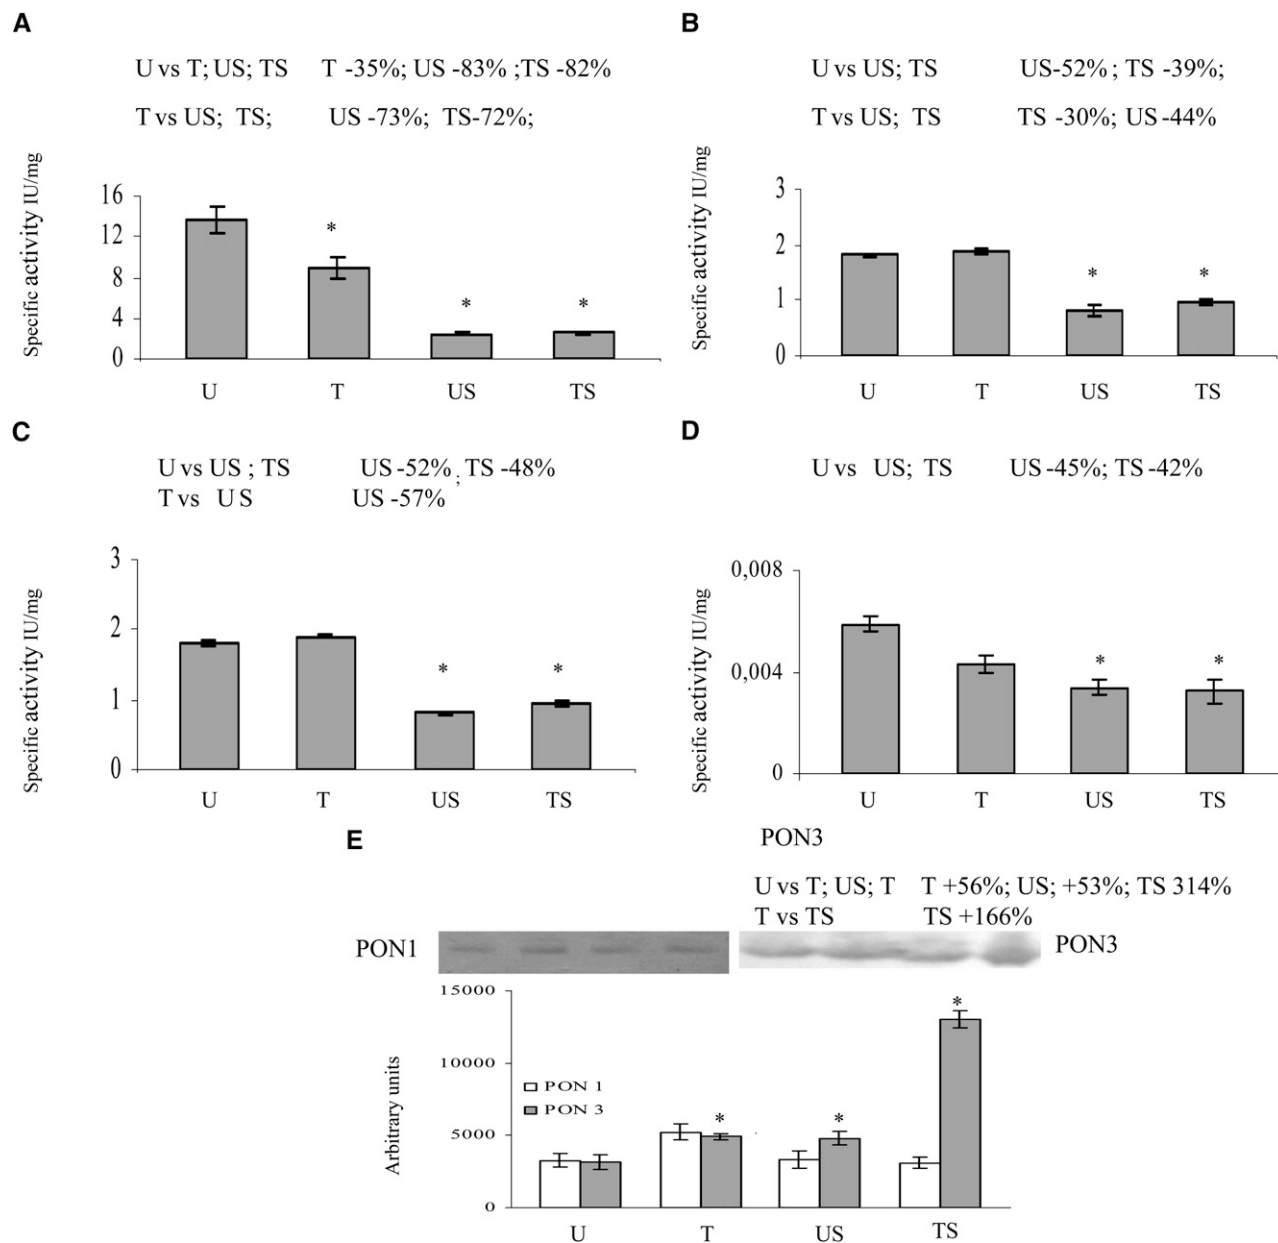 A
U vs T; US; TS T -35%; US -83% ;TS -82%
T vs US; TS; US -73%; TS-72%;
Specific activity IU/mg
16
12
8
4
0
*
*
*
U T US TS
B
U vs US; TS US-52% ; TS -39%;
T vs US; TS TS -30%; US -44%
Specific activity IU/mg
3
2
1
0
*
*
U T US TS
C
U vs US ; TS US -52% ; TS -48%
T vs U S US -57%
Specific activity IU/mg
3
2
1
0
*
*
U T US TS
D
U vs US; TS US -45%; TS -42%
Specific activity IU/mg
0,008
0,004
0
*
*
U T US TS
E
PON3
U vs T; US; T T +56%; US; +53%; TS 314%
T vs TS TS +166%
PON1
PON3
Arbitrary units
15000
10000
5000
0
PON 1
PON 3
*
*
*
U T US TS